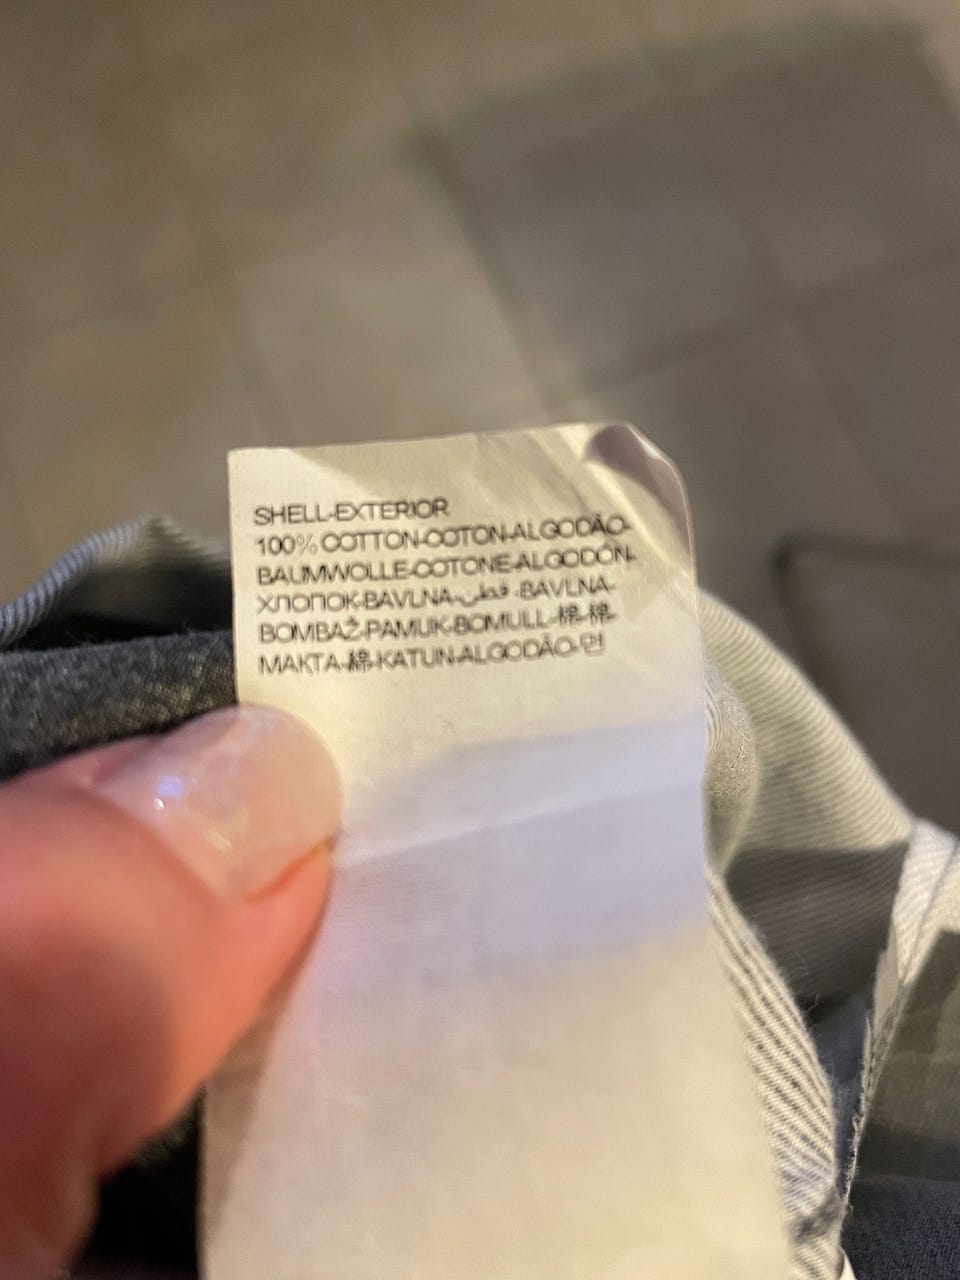 SHELL-EXTERIOR
100% COTTON-COTON-ALGODÃO-
BAUMWOLLE-COTONE-ALGODÓN-
ХЛОПОК-BAVLNA-قطن-BAVLNA-
BOMBAŽ-PAMUK-BOMULL-棉-棉
MAKTA-綿-KATUN-ALGODÃO-면